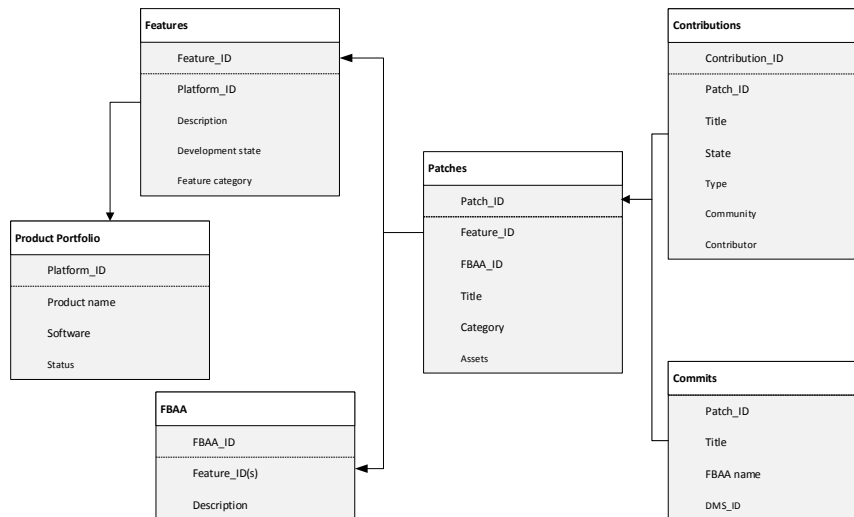 Features
Feature_ID
Platform_ID
Description
Development state
Feature category
Product Portfolio
Platform_ID
Product name
Software
Status
FBAA
FBAA_ID
Feature_ID(s)
Description
Patches
Patch_ID
Feature_ID
FBAA_ID
Title
Category
Assets
Contributions
Contribution_ID
Patch_ID
Title
State
Type
Community
Contributor
Commits
Patch_ID
Title
FBAA name
DMS_ID